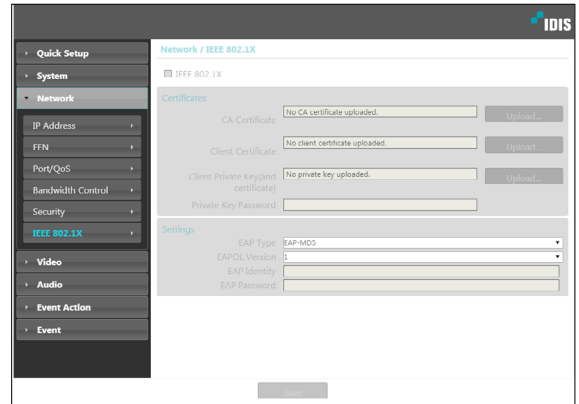 IDIS
Quick Setup
System
Network
IP Address
FEN
Port/QoS
Bandwidth Control
Security
IEEE 802.1X
Video
Audio
Event Action
Event
Network / IEEE 802.1X
IEEE 802.1X
Certificates
CA Certificate No CA certificate uploaded. Upload...
Client Certificate No client certificate uploaded. Upload...
Client Private Key(and certificate) No private key uploaded. Upload...
Private Key Password
Settings
EAP Type EAP-MD5
EAPOL Version 1
EAP Identity
EAP Password
Save